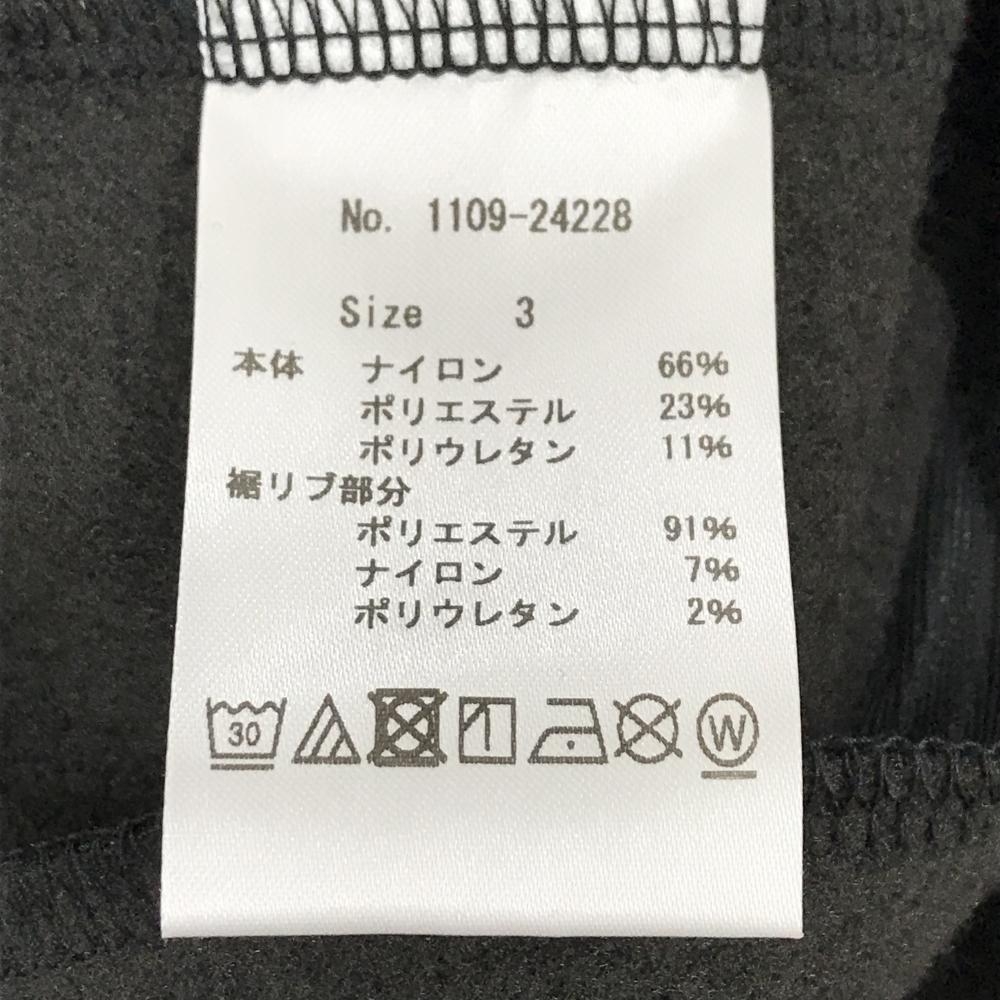 No. 1109-24228
Size 3
本体 ナイロン 66%
ポリエステル 23%
ポリウレタン 11%
裾リブ部分
ポリエステル 91%
ナイロン 7%
ポリウレタン 2%
30 W